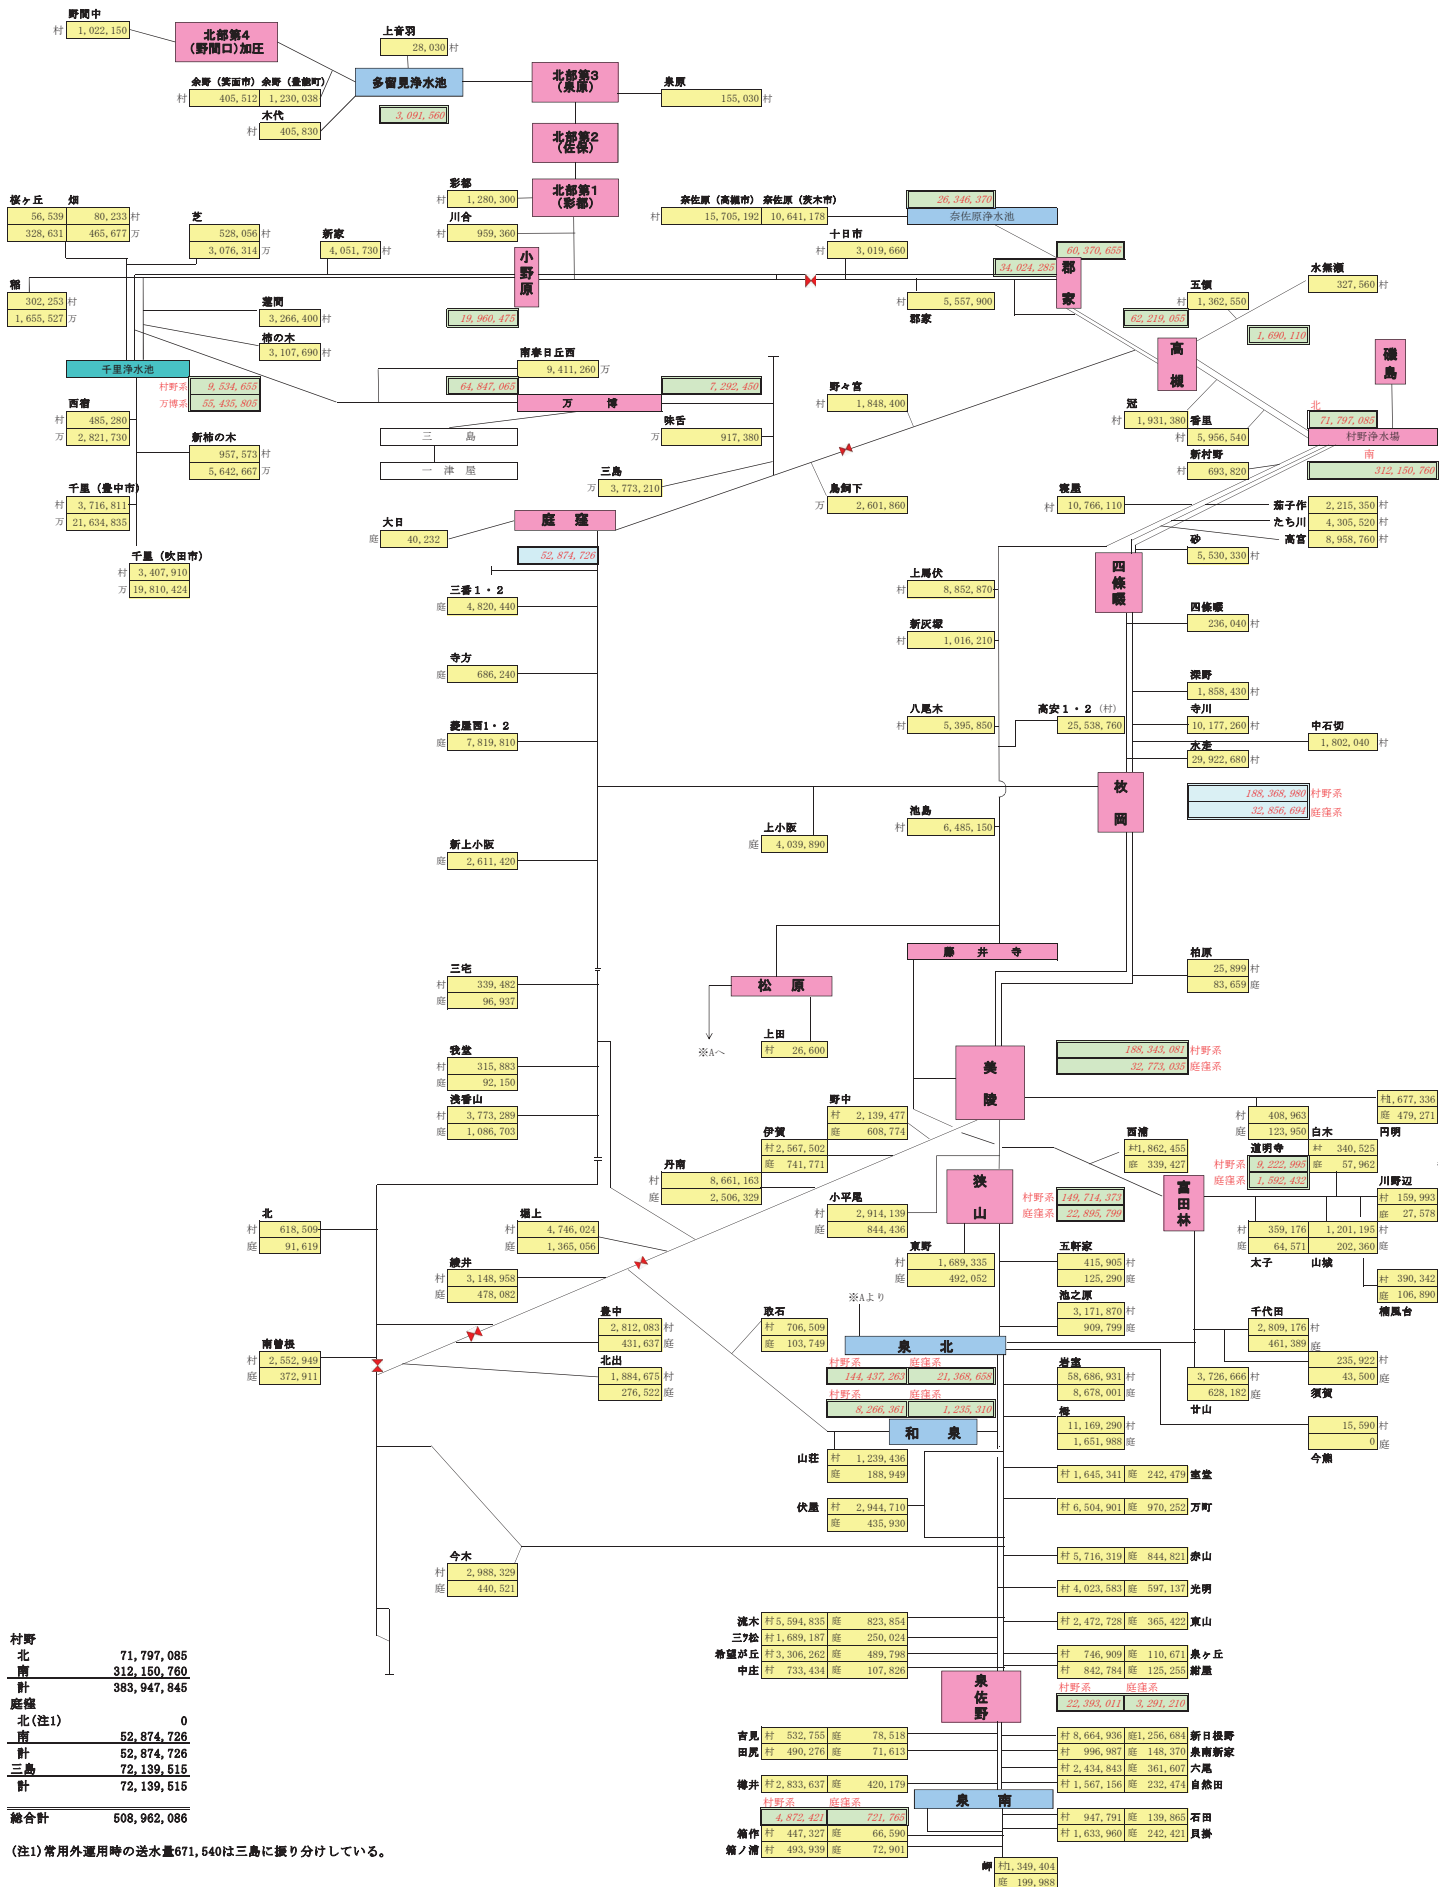 野間中
村 1,022,150
北部第4
(野間口)加圧
上音羽
28,030 村
余野（箕面市） 余野（豊能町）
村 405,512 1,230,038
木代
村 405,830
多留見浄水池
3,091,560
北部第3
(泉原)
泉原
155,030 村
北部第2
(佐保)
北部第1
(彩都)
彩都
村 1,280,300
川合
村 959,360
奈佐原（高槻市） 奈佐原（茨木市）
村 15,705,192 10,641,178
26,346,370
奈佐原浄水池
桜ヶ丘 畑
56,539 80,233 村
328,631 465,677 万
芝
528,056 村
3,076,314 万
新家
4,051,730 村
小野原
19,960,475
十日市
村 3,019,660
60,370,655
34,024,285
郡家
村 5,557,900
郡家
五領
村 1,362,550
水無瀬
327,560 村
62,219,055
1,690,110
高槻
磯島
稲
302,253 村
1,655,527 万
蓮間
3,266,400 村
柿の木
3,107,690 村
千里浄水池
村野系 9,534,655
万博系 55,435,805
南春日丘西
9,411,260 万
64,847,065
7,292,450
万博
三島
一津屋
味舌
万 917,380
三島
万 3,773,210
野々宮
村 1,848,400
鳥飼下
万 2,601,860
冠
村 1,931,380
番里
村 5,956,540
新村野
村 693,820
北
71,797,085
村野浄水場
南
312,150,760
西宿
村 485,280
万 2,821,730
新柿の木
957,573 村
5,642,667 万
千里（豊中市）
村 3,716,811
万 21,634,835
千里（吹田市）
村 3,407,910
万 19,810,424
大日
庭 40,232
庭窪
52,874,726
寝屋
村 10,766,110
茄子作 2,215,350 村
たち川 4,305,520 村
高宮 8,958,760 村
砂
5,530,330 村
四條畷
三番１・２
庭 4,820,440
上馬伏
村 8,852,870
新灰塚
村 1,016,210
四條畷
236,040 村
寺方
庭 686,240
深野
1,858,430 村
菱屋西1・2
庭 7,819,810
八尾木
村 5,395,850
高安１・２（村）
25,538,760
寺川
10,177,260 村
中石切
1,802,040 村
水走
29,922,680 村
枚岡
188,368,980 村野系
32,856,694 庭窪系
上小阪
庭 4,039,890
池島
村 6,485,150
新上小阪
庭 2,611,420
藤井寺
松原
※Aへ
上田
村 26,600
柏原
25,899 村
83,659 庭
三宅
村 339,482
庭 96,937
我堂
村 315,883
庭 92,150
浅香山
村 3,773,289
庭 1,086,703
美陵
188,343,081 村野系
32,773,035 庭窪系
野中
村 2,139,477
庭 608,774
伊賀
村 2,567,502
庭 741,771
丹南
村 8,661,163
庭 2,506,329
西浦
村1,862,455
庭 339,427
村 408,963
庭 123,950
道明寺
白木
村 340,525
庭 57,962
村1,677,336
庭 479,271
円明
村野系 9,222,995
庭窪系 1,592,432
富田林
川野辺
村 159,993
庭 27,578
狭山
村野系 149,714,373
庭窪系 22,895,799
小平尾
村 2,914,139
庭 844,436
東野
村 1,689,335
庭 492,052
五軒家
415,905 村
125,290 庭
池之原
3,171,870 村
909,799 庭
村 359,176 1,201,195 村
庭 64,571 202,360 庭
太子 山城
村 390,342
庭 106,890
楠風台
北
村 618,509
庭 91,619
堀上
村 4,746,024
庭 1,365,056
綾井
村 3,148,958
庭 478,082
豊中
2,812,083 村
431,637 庭
北出
1,884,675 村
276,522 庭
取石
村 706,509
庭 103,749
※Aより
泉北
村野系 庭窪系
144,437,263 21,368,658
村野系 庭窪系
8,266,361 1,235,310
和泉
南曽根
村 2,552,949
庭 372,911
千代田
2,809,176 村
461,389 庭
235,922 村
43,500 庭
須賀
岩室
58,686,931 村
8,678,001 庭
3,726,666 村
628,182 庭
廿山
栂
11,169,290 村
1,651,988 庭
15,590 村
0 庭
今熊
山荘 村 1,239,436
庭 188,949
村 1,645,341 庭 242,479 室堂
伏屋 村 2,944,710
庭 435,930
村 6,504,901 庭 970,252 万町
今木
村 2,988,329
庭 440,521
村 5,716,319 庭 844,821 赤山
村 4,023,583 庭 597,137 光明
流木 村 5,594,835 庭 823,854
村 2,472,728 庭 365,422 東山
三ﾂ松 村 1,689,187 庭 250,024
希望が丘 村 3,306,262 庭 489,798
村 746,909 庭 110,671 泉ヶ丘
中庄 村 733,434 庭 107,826
村 842,784 庭 125,255 紺屋
泉佐野
村野系 庭窪系
22,393,011 3,291,210
吉見 村 532,755 庭 78,518
村 8,664,936 庭1,256,684 新日根野
田尻 村 490,276 庭 71,613
村 996,987 庭 148,370 泉南新家
村 2,434,843 庭 361,607 六尾
樽井 村 2,833,637 庭 420,179
村 1,567,156 庭 232,474 自然田
泉南
村野系 庭窪系
4,872,421 721,765
村 947,791 庭 139,865 石田
箱作 村 447,327 庭 66,590
村 1,633,960 庭 242,421 貝掛
箱ノ浦 村 493,939 庭 72,901
岬 村1,349,404
庭 199,988
村野
北 71,797,085
南 312,150,760
計 383,947,845
庭窪
北(注1) 0
南 52,874,726
計 52,874,726
三島 72,139,515
計 72,139,515
総合計 508,962,086
(注1)常用外運用時の送水量671,540は三島に振り分けしている。